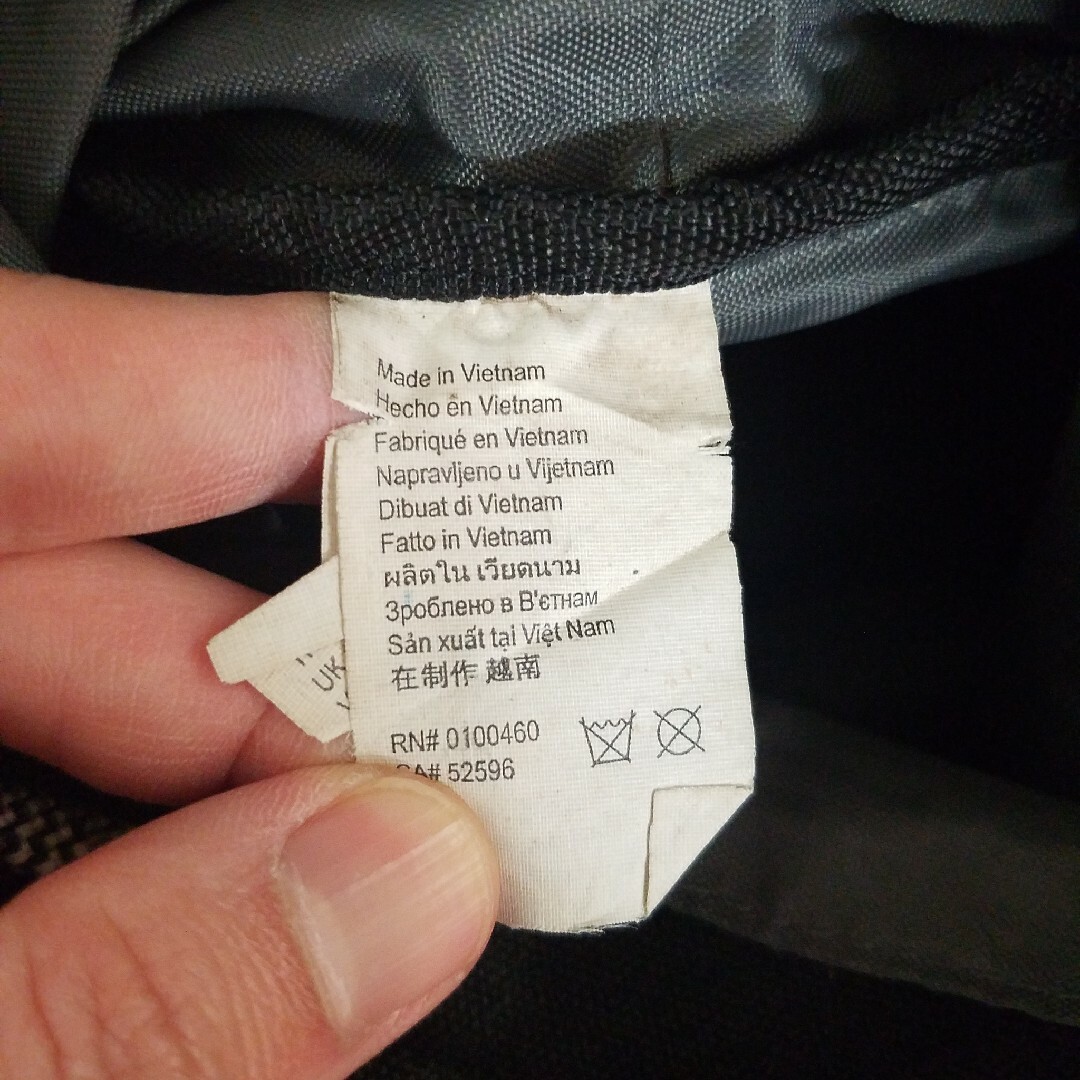 Made in Vietnam
Hecho en Vietnam
Fabriqué en Vietnam
Napravljeno u Vijetnam
Dibuat di Vietnam
Fatto in Vietnam
ผลิตใน เวียดนาม
Зроблено в В'єтнам
Sản xuất tại Việt Nam
在制作 越南
RN# 0100460
CA# 52596
UK